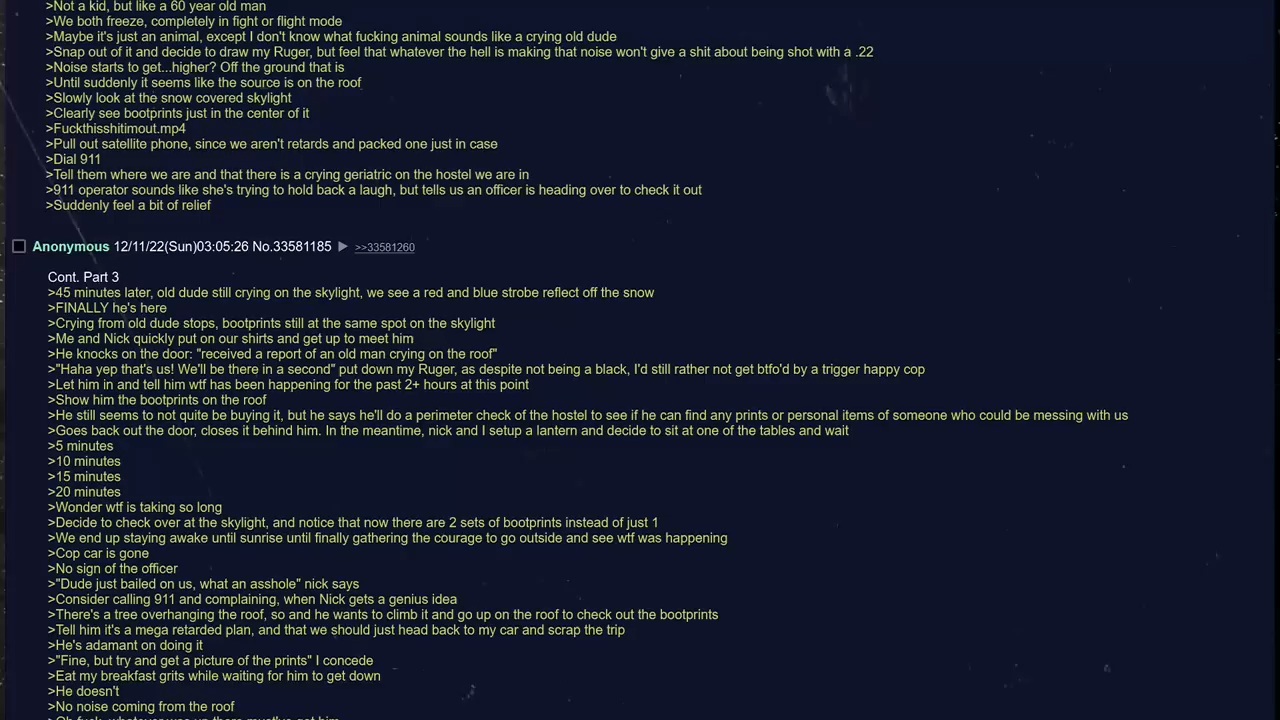 >Not a kid, but like a 60 year old man
>We both freeze, completely in fight or flight mode
>Maybe it's just an animal, except I don't know what fucking animal sounds like a crying old dude
>Snap out of it and decide to draw my Ruger, but feel that whatever the hell is making that noise won't give a shit about being shot with a .22
>Noise starts to get...higher? Off the ground that is
>Until suddenly it seems like the source is on the roof
>Slowly look at the snow covered skylight
>Clearly see bootprints just in the center of it
>Fuckthisshitimout.mp4
>Pull out satellite phone, since we aren't retards and packed one just in case
>Dial 911
>Tell them where we are and that there is a crying geriatric on the hostel we are in
>911 operator sounds like she's trying to hold back a laugh, but tells us an officer is heading over to check it out
>Suddenly feel a bit of relief
Anonymous 12/11/22(Sun)03:05:26 No.33581185 ▶ >>33581260
Cont. Part 3
>45 minutes later, old dude still crying on the skylight, we see a red and blue strobe reflect off the snow
>FINALLY he's here
>Crying from old dude stops, bootprints still at the same spot on the skylight
>Me and Nick quickly put on our shirts and get up to meet him
>He knocks on the door: "received a report of an old man crying on the roof"
>"Haha yep that's us! We'll be there in a second" put down my Ruger, as despite not being a black, I'd still rather not get btfo'd by a trigger happy cop
>Let him in and tell him wtf has been happening for the past 2+ hours at this point
>Show him the bootprints on the roof
>He still seems to not quite be buying it, but he says he'll do a perimeter check of the hostel to see if he can find any prints or personal items of someone who could be messing with us
>Goes back out the door, closes it behind him. In the meantime, nick and I setup a lantern and decide to sit at one of the tables and wait
>5 minutes
>10 minutes
>15 minutes
>20 minutes
>Wonder wtf is taking so long
>Decide to check over at the skylight, and notice that now there are 2 sets of bootprints instead of just 1
>We end up staying awake until sunrise until finally gathering the courage to go outside and see wtf was happening
>Cop car is gone
>No sign of the officer
>"Dude just bailed on us, what an asshole" nick says
>Consider calling 911 and complaining, when Nick gets a genius idea
>There's a tree overhanging the roof, so and he wants to climb it and go up on the roof to check out the bootprints
>Tell him it's a mega retarded plan, and that we should just head back to my car and scrap the trip
>He's adamant on doing it
>"Fine, but try and get a picture of the prints" I concede
>Eat my breakfast grits while waiting for him to get down
>He doesn't
>No noise coming from the roof
>Oh fuck, whatever was up there must've got him